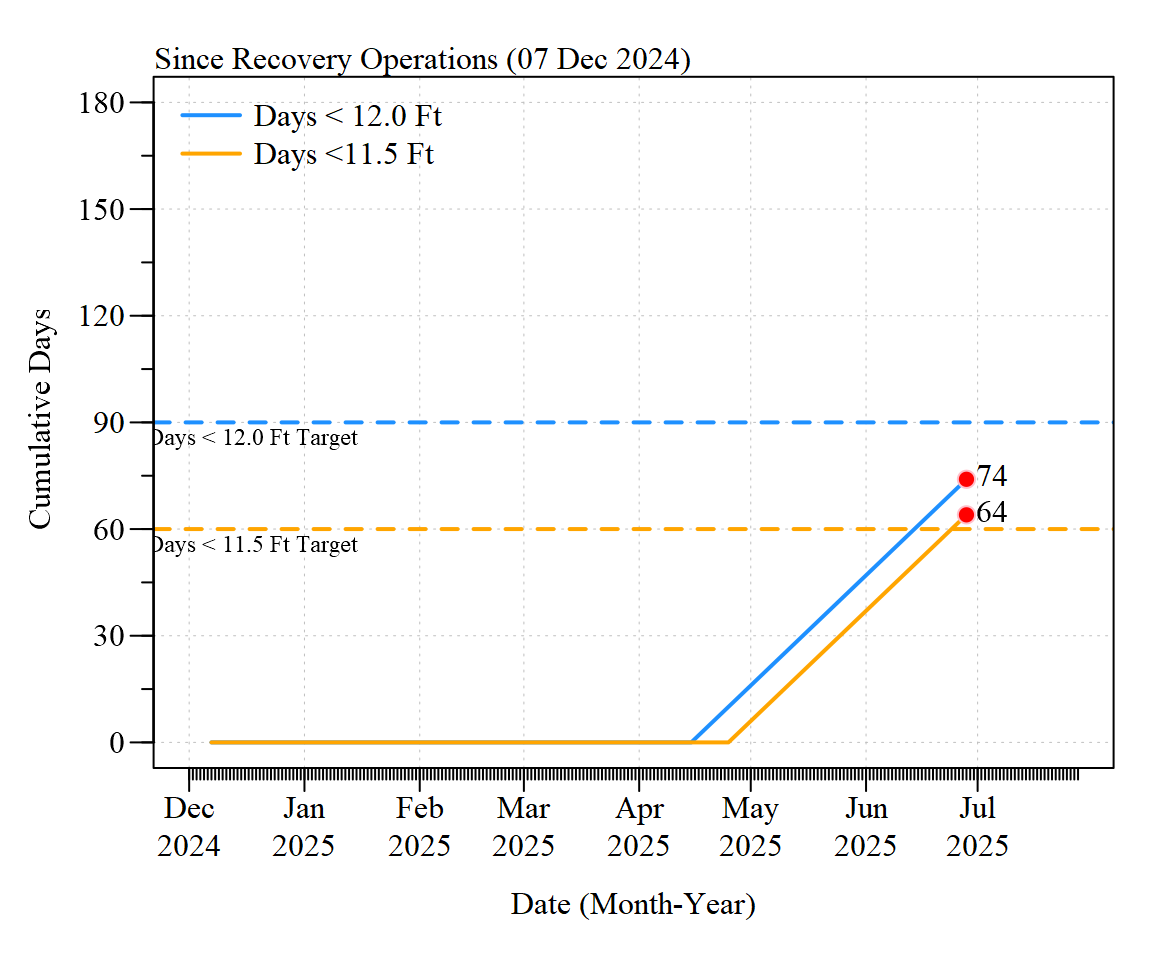 Since Recovery Operations (07 Dec 2024)
Days < 12.0 Ft
Days <11.5 Ft
180
150
120
90
60
30
0
Cumulative Days
Days < 12.0 Ft Target
Days < 11.5 Ft Target
74
64
Dec Jan Feb Mar Apr May Jun Jul
2024 2025 2025 2025 2025 2025 2025 2025
Date (Month-Year)